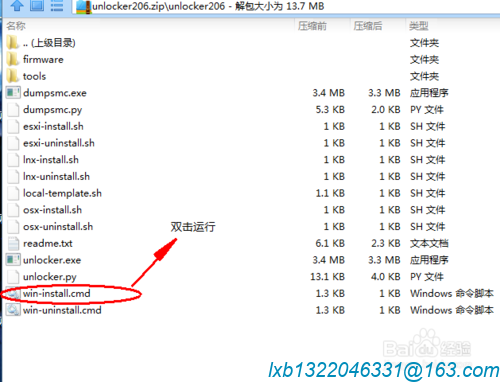 unlocker206.zip\unlocker206 - 解包大小为 13.7 MB
名称 压缩前 压缩后 类型
.. (上级目录) 文件夹
firmware 文件夹
tools 文件夹
dumpsmc.exe 3.4 MB 3.3 MB 应用程序
dumpsmc.py 5.3 KB 2.0 KB PY 文件
esxi-install.sh 1 KB 1 KB SH 文件
esxi-uninstall.sh 1 KB 1 KB SH 文件
lnx-install.sh 1 KB 1 KB SH 文件
lnx-uninstall.sh 1 KB 1 KB SH 文件
local-template.sh 1.1 KB 1 KB SH 文件
osx-install.sh 1 KB 1 KB SH 文件
osx-uninstall.sh 1 KB 1 KB SH 文件
双击运行
readme.txt 6.1 KB 2.3 KB 文本文档
unlocker.exe 3.4 MB 3.3 MB 应用程序
unlocker.py 13.1 KB 4.0 KB PY 文件
win-install.cmd 1.3 KB 1 KB Windows 命令脚本
win-uninstall.cmd 1.3 KB 1 KB Windows 命令脚本
Baidu 经验
lxb1322046331@163.com